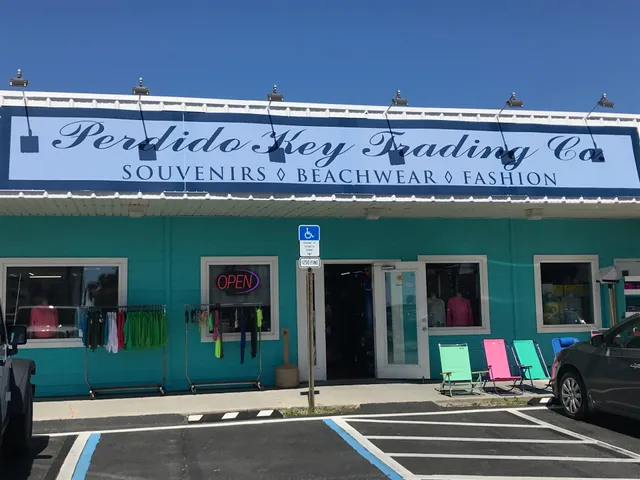 Perdido Key Trading Co.
SOUVENIRS ◊ BEACHWEAR ◊ FASHION
OPEN